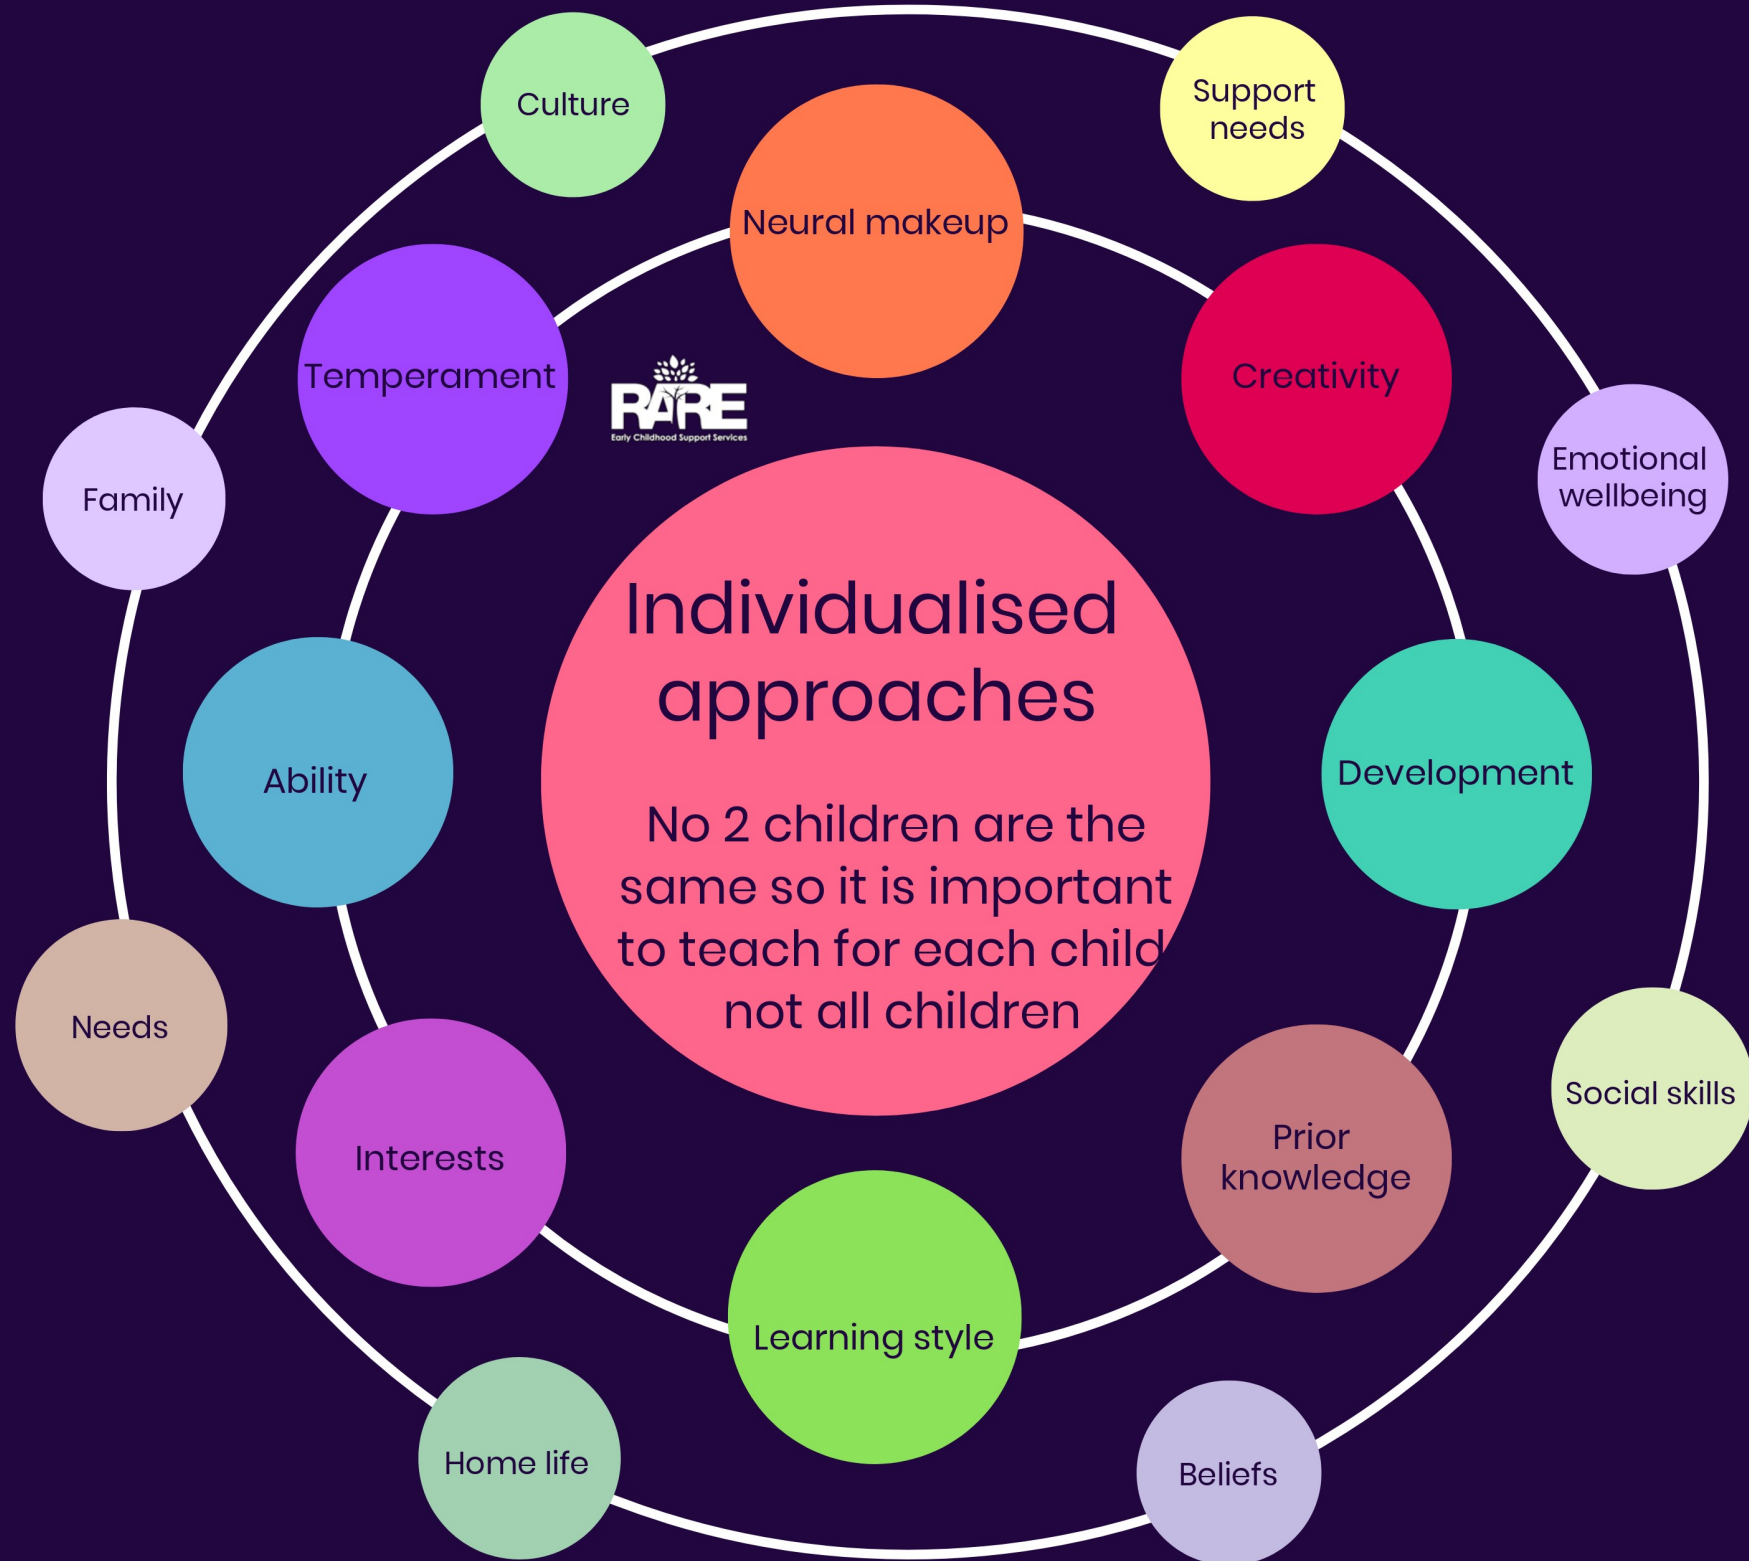 Culture
Support
needs
Neural makeup
Temperament
Creativity
RARE
Early Childhood Support Services
Family
Emotional
wellbeing
Individualised
approaches
No 2 children are the
same so it is important
to teach for each child
not all children
Ability
Development
Needs
Social skills
Interests
Prior
knowledge
Learning style
Home life
Beliefs